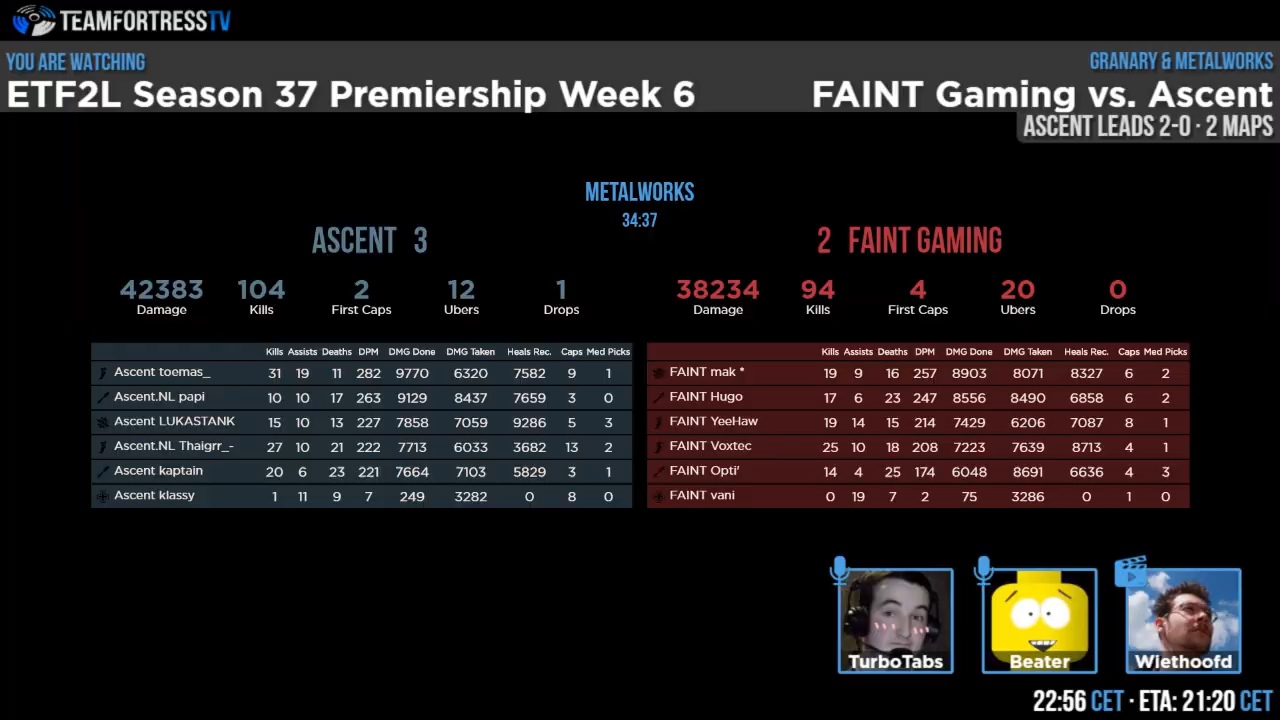 TEAMFORTRESSTV
YOU ARE WATCHING
ETF2L Season 37 Premiership Week 6
GRANARY & METALWORKS
FAINT Gaming vs. Ascent
ASCENT LEADS 2-0 · 2 MAPS
METALWORKS
34:37
ASCENT 3
2 FAINT GAMING
42383 104 2 12 1
Damage Kills First Caps Ubers Drops
38234 94 4 20 0
Damage Kills First Caps Ubers Drops
Kills Assists Deaths DPM DMG Done DMG Taken Heals Rec. Caps Med Picks
Ascent toemas_ 31 19 11 282 9770 6320 7582 9 1
Ascent.NL papi 10 10 17 263 9129 8437 7659 3 0
Ascent LUKASTANK 15 10 13 227 7858 7059 9286 5 3
Ascent.NL Thaigrr_- 27 10 21 222 7713 6033 3682 13 2
Ascent kaptain 20 6 23 221 7664 7103 5829 3 1
Ascent klassy 1 11 9 7 249 3282 0 8 0
Kills Assists Deaths DPM DMG Done DMG Taken Heals Rec. Caps Med Picks
FAINT mak * 19 9 16 257 8903 8071 8327 6 2
FAINT Hugo 17 6 23 247 8556 8490 6858 6 2
FAINT YeeHaw 19 14 15 214 7429 6206 7087 8 1
FAINT Voxtec 25 10 18 208 7223 7639 8713 4 1
FAINT Opti' 14 4 25 174 6048 8691 6636 4 3
FAINT vani 0 19 7 2 75 3286 0 1 0
TurboTabs
Beater
Wiethoofd
22:56 CET · ETA: 21:20 CET